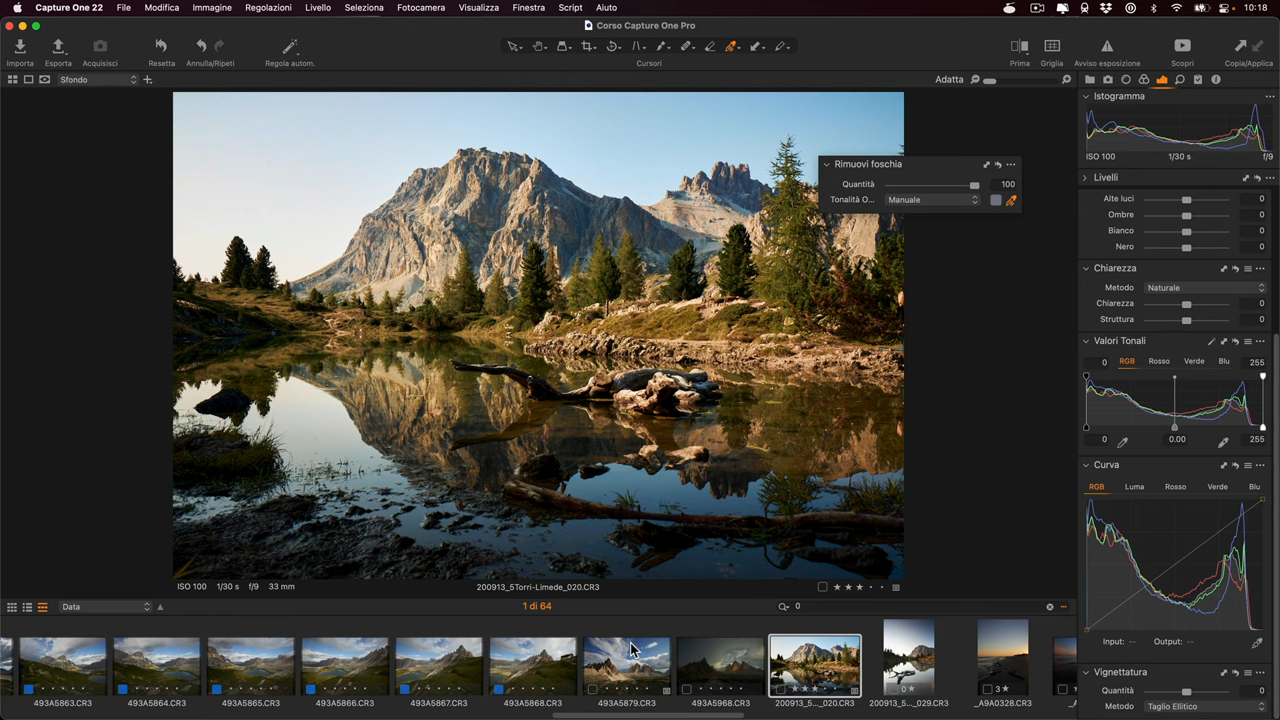 Capture One 22 File Modifica Immagine Regolazioni Livello Seleziona Fotocamera Visualizza Finestra Script Aiuto 10:18
Corso Capture One Pro
Importa Esporta Acquisisci Resetta Annulla/Ripeti Regola autom. Cursori Prima Griglia Avviso esposizione Scopri Copia/Applica
Sfondo Adatta
Istogramma
ISO 100 1/30 s f/9
Rimuovi foschia
Quantità 100
Tonalità O... Manuale
Livelli
Alte luci 0
Ombre 0
Bianco 0
Nero 0
Chiarezza
Metodo Naturale
Chiarezza 0
Struttura 0
Valori Tonali
0 RGB Rosso Verde Blu 255
0 0.00 255
Curva
RGB Luma Rosso Verde Blu
Input: -- Output: --
Vignettatura
Quantità 0
Metodo Taglio Ellitico
ISO 100 1/30 s f/9 33 mm 200913_5Torri-Limede_020.CR3
Data 1 di 64 0
0 3
493A5863.CR3 493A5864.CR3 493A5865.CR3 493A5866.CR3 493A5867.CR3 493A5868.CR3 493A5879.CR3 493A5968.CR3 200913_5..._020.CR3 200913_5..._029.CR3 _A9A0328.CR3